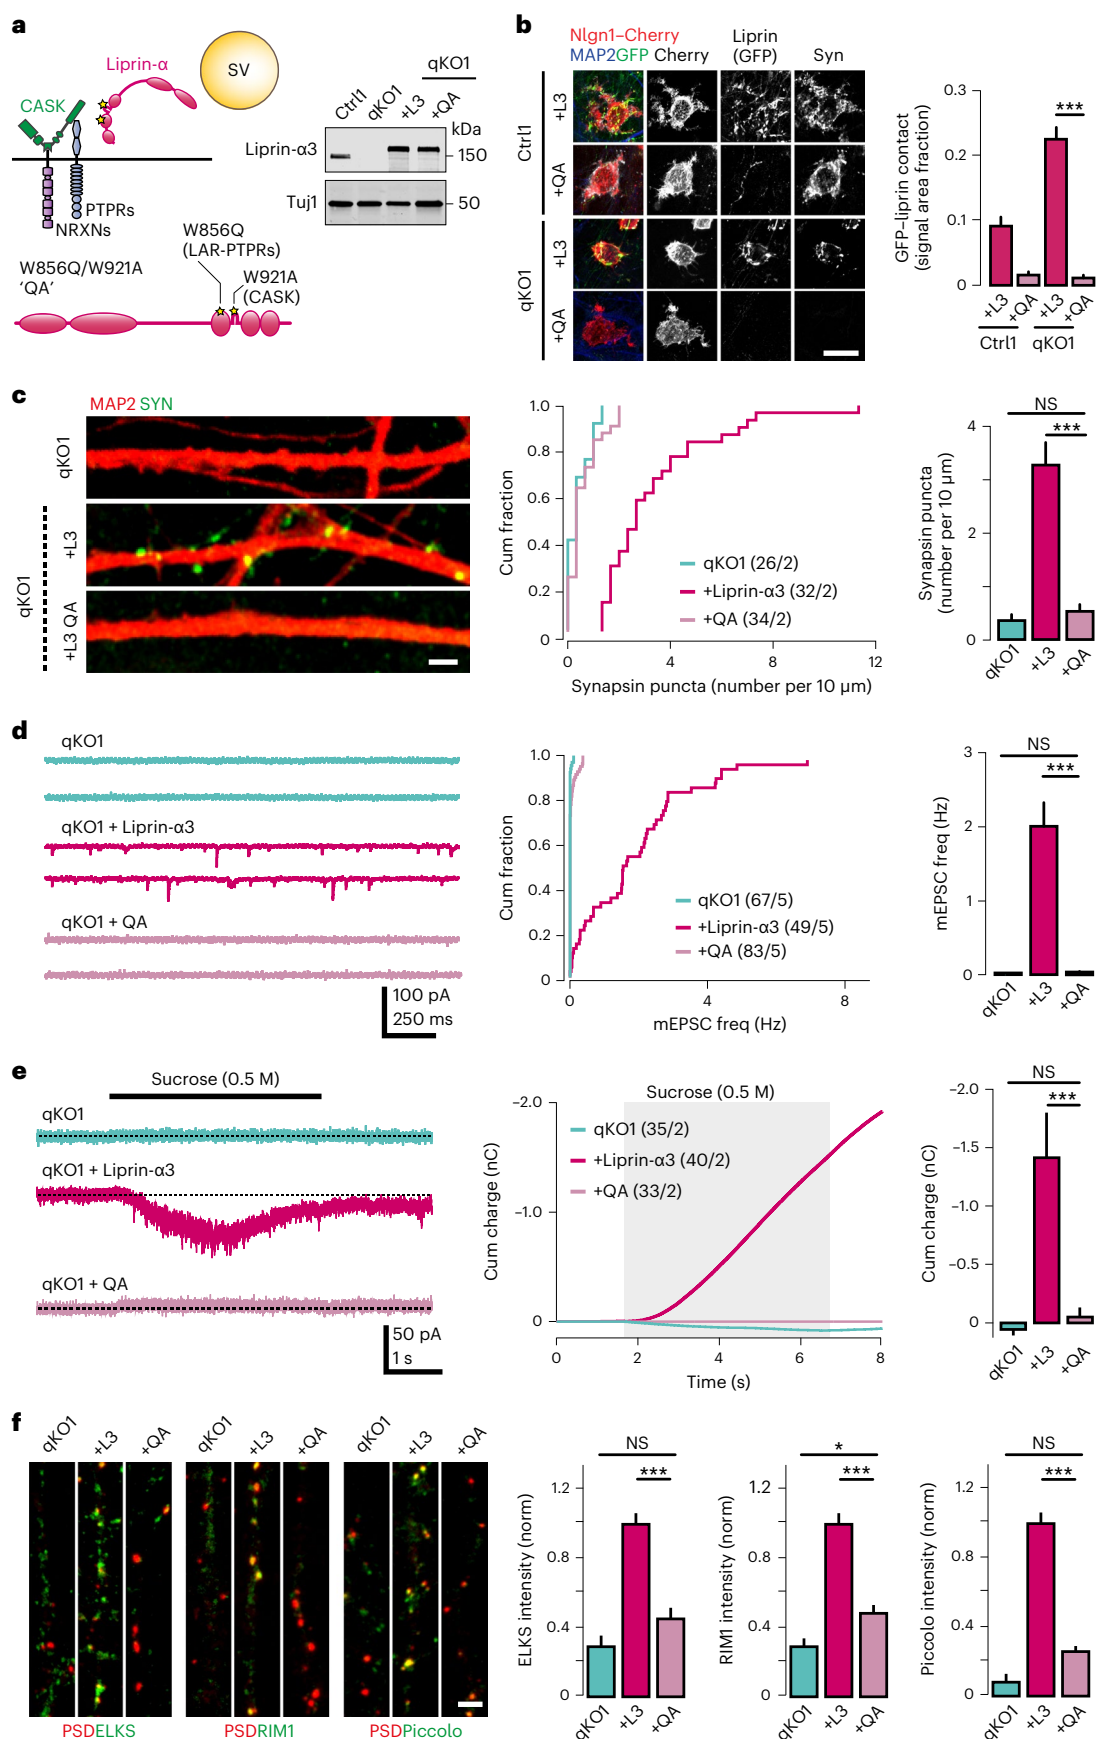 a
Liprin-α
SV
CASK
PTPRs
NRXNs
W856Q/W921A
'QA'
W856Q
(LAR-PTPRs)
W921A
(CASK)
qKO1
Ctrl1
qKO1
+L3
+QA
kDa
Liprin-α3
150
Tuj1
50
b
Nlgn1–Cherry
MAP2GFP
Cherry
Liprin
(GFP)
Syn
Ctrl1
+L3
+QA
qKO1
+L3
+QA
GFP–liprin contact
(signal area fraction)
0.3
0.2
0.1
0
***
+L3
+QA
+L3
+QA
Ctrl1
qKO1
c
MAP2 SYN
qKO1
qKO1
+L3
+L3 QA
Cum fraction
1.0
0.8
0.6
0.4
0.2
0
qKO1 (26/2)
+Liprin-α3 (32/2)
+QA (34/2)
0
4
8
12
Synapsin puncta (number per 10 µm)
Synapsin puncta
(number per 10 µm)
4
2
0
NS
***
qKO1
+L3
+QA
d
qKO1
qKO1 + Liprin-α3
qKO1 + QA
100 pA
250 ms
Cum fraction
1.0
0.8
0.6
0.4
0.2
0
qKO1 (67/5)
+Liprin-α3 (49/5)
+QA (83/5)
0
4
8
mEPSC freq (Hz)
mEPSC freq (Hz)
3
2
1
0
NS
***
qKO1
+L3
+QA
e
Sucrose (0.5 M)
qKO1
qKO1 + Liprin-α3
qKO1 + QA
50 pA
1 s
Sucrose (0.5 M)
Cum charge (nC)
−2.0
−1.0
0
qKO1 (35/2)
+Liprin-α3 (40/2)
+QA (33/2)
0
2
4
6
8
Time (s)
Cum charge (nC)
−2.0
−1.5
−1.0
−0.5
0
NS
***
qKO1
+L3
+QA
f
qKO1
+L3
+QA
qKO1
+L3
+QA
qKO1
+L3
+QA
PSDELKS
PSDRIM1
PSDPiccolo
ELKS intensity (norm)
1.2
0.8
0.4
0
NS
***
qKO1
+L3
+QA
RIM1 intensity (norm)
1.2
0.8
0.4
0
*
***
qKO1
+L3
+QA
Piccolo intensity (norm)
1.2
0.8
0.4
0
NS
***
qKO1
+L3
+QA